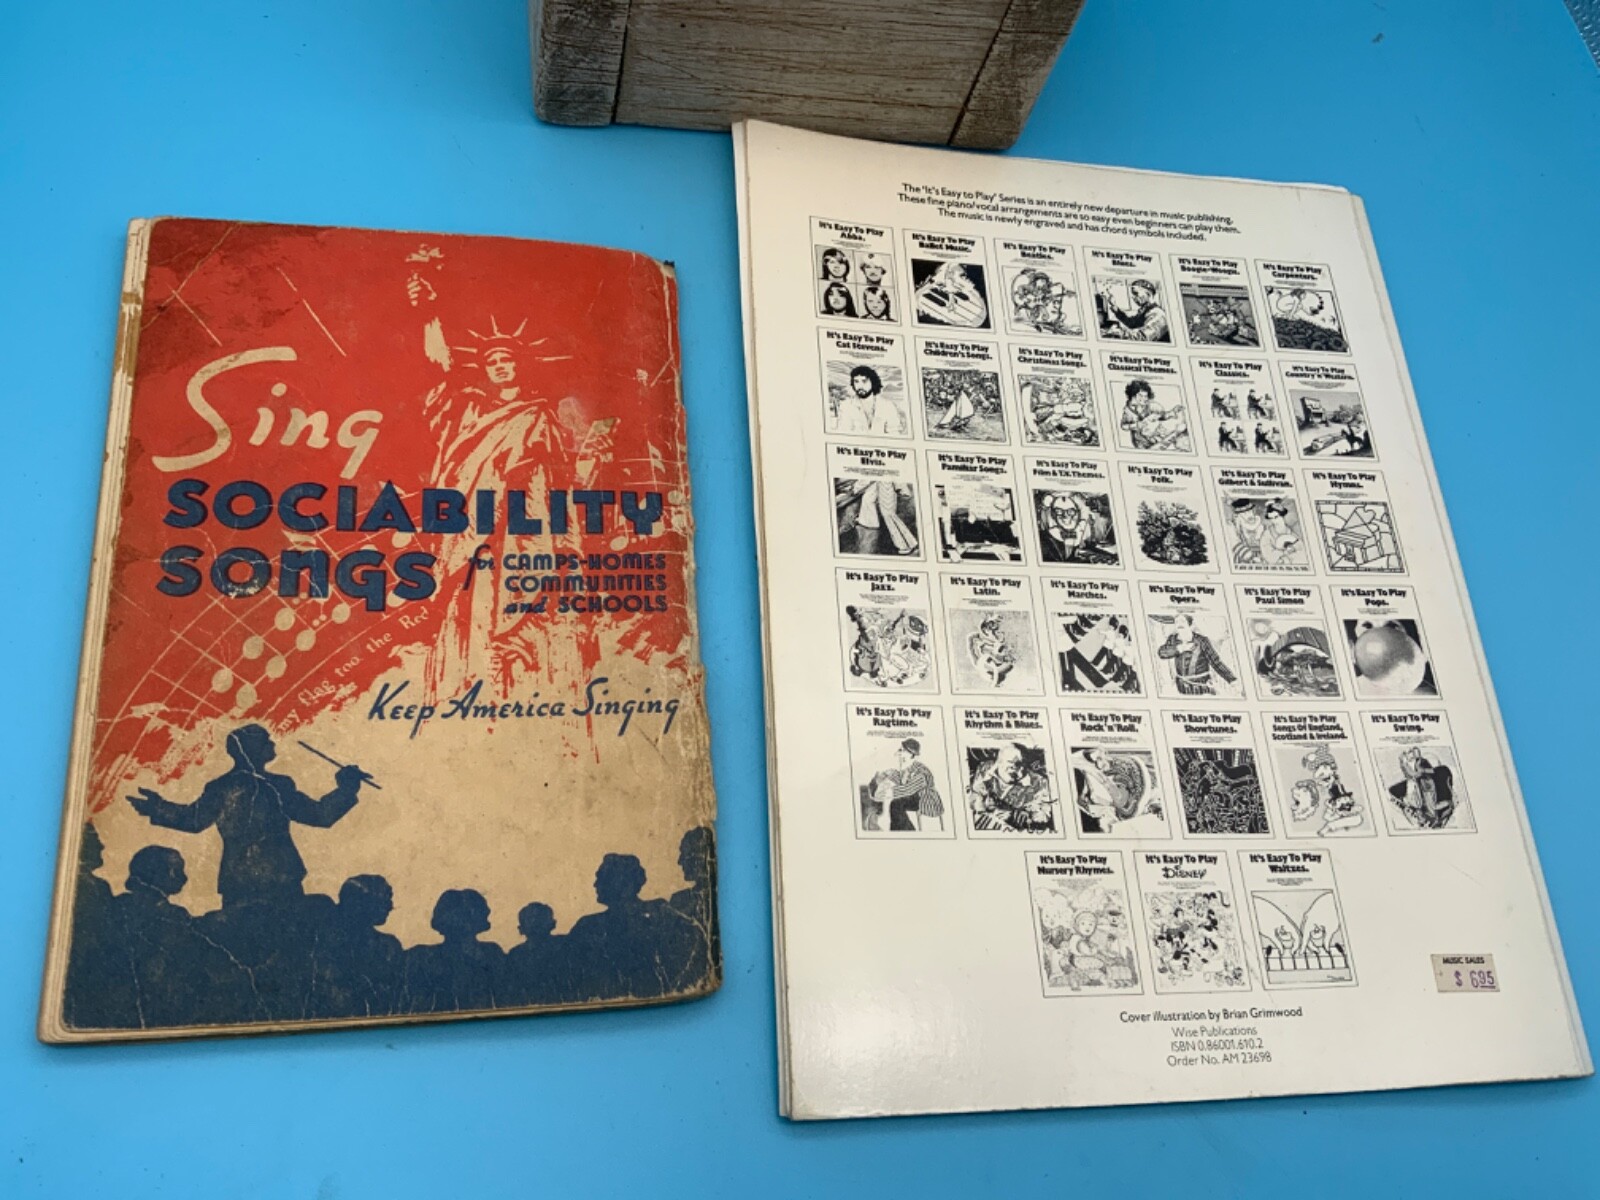 Sing
SOCIABILITY
SONGS for CAMPS-HOMES
COMMUNITIES
and SCHOOLS
my flag too the Red
Keep America Singing
The 'It's Easy to Play' Series is an entirely new departure in music publishing.
These fine piano/vocal arrangements are so easy even beginners can play them.
The music is newly engraved and has chord symbols included.
It's Easy To Play
Abba.
It's Easy To Play
Ballet Music.
It's Easy To Play
Beatles.
It's Easy To Play
Blues.
It's Easy To Play
Boogie-Woogie.
It's Easy To Play
Carpenters.
It's Easy To Play
Cat Stevens.
It's Easy To Play
Children's Songs.
It's Easy To Play
Christmas Songs.
It's Easy To Play
Classical Themes.
It's Easy To Play
Classics.
It's Easy To Play
Country 'n' Western.
It's Easy To Play
Elvis.
It's Easy To Play
Familiar Songs.
It's Easy To Play
Film & T.V. Themes.
It's Easy To Play
Folk.
It's Easy To Play
Gilbert & Sullivan.
It's Easy To Play
Hymns.
It's Easy To Play
Jazz.
It's Easy To Play
Latin.
It's Easy To Play
Marches.
It's Easy To Play
Opera.
It's Easy To Play
Paul Simon
It's Easy To Play
Pops.
It's Easy To Play
Ragtime.
It's Easy To Play
Rhythm & Blues.
It's Easy To Play
Rock 'n' Roll.
It's Easy To Play
Showtunes.
It's Easy To Play
Songs Of England,
Scotland & Ireland.
It's Easy To Play
Swing.
It's Easy To Play
Nursery Rhymes.
It's Easy To Play
DISNEY
It's Easy To Play
Waltzes.
MUSIC SALES
$ 6.95
Cover illustration by Brian Grimwood
Wise Publications
ISBN 0.86001.610.2
Order No. AM 23698